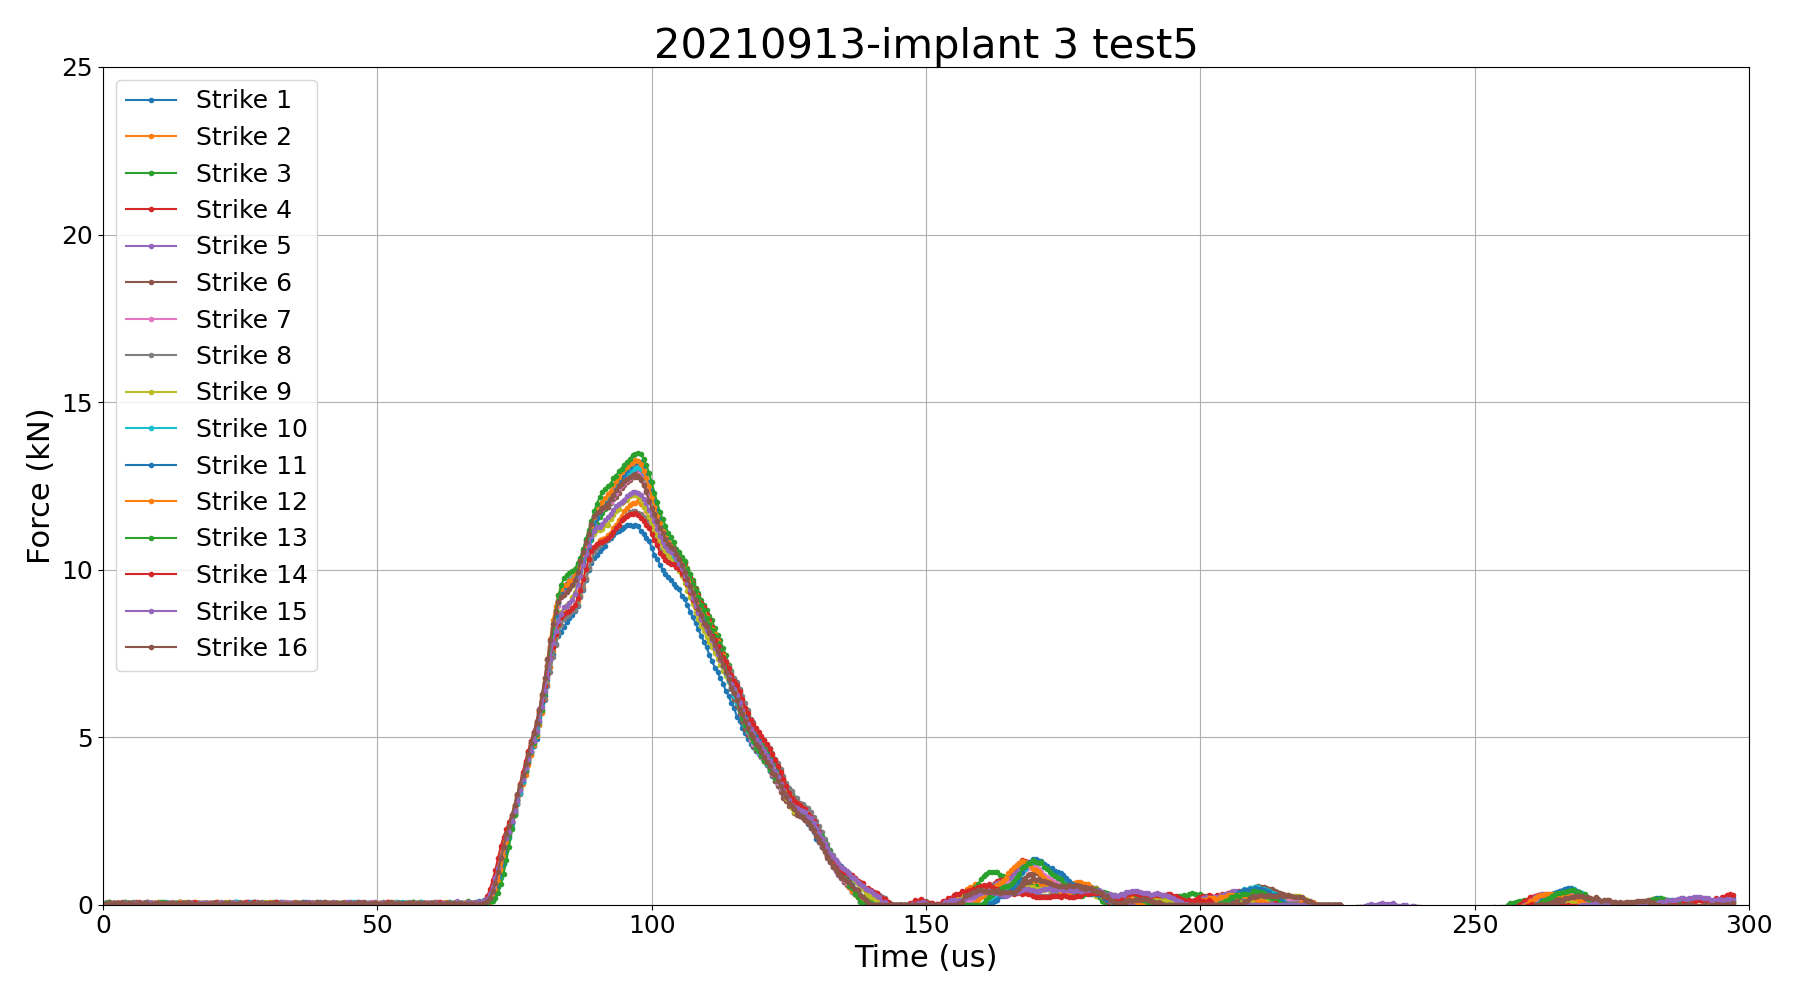 20210913-implant 3 test5
25
20
15
10
5
0
Force (kN)
Strike 1
Strike 2
Strike 3
Strike 4
Strike 5
Strike 6
Strike 7
Strike 8
Strike 9
Strike 10
Strike 11
Strike 12
Strike 13
Strike 14
Strike 15
Strike 16
0 50 100 150 200 250 300
Time (us)